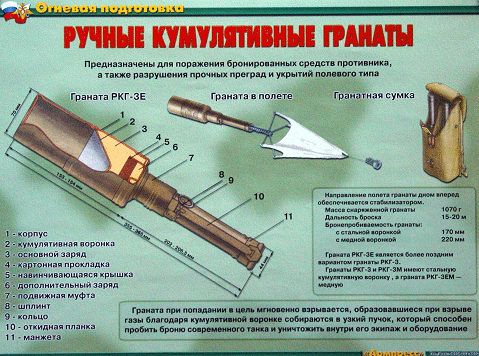 Огневая подготовка
РУЧНЫЕ КУМУЛЯТИВНЫЕ ГРАНАТЫ
Предназначены для поражения бронированных средств противника,
а также разрушения прочных преград и укрытий полевого типа
Граната РКГ-3Е
Граната в полете
Гранатная сумка
1
2
3
4
5
6
7
8
9
10
11
1 - корпус
2 - кумулятивная воронка
3 - основной заряд
4 - картонная прокладка
5 - навинчивающаяся крышка
6 - дополнительный заряд
7 - подвижная муфта
8 - шплинт
9 - кольцо
10 - откидная планка
11 - манжета
Направление полета гранаты дном вперед
обеспечивается стабилизатором.
Масса снаряженной гранаты 1070 г
Дальность броска 15-20 м
Бронепробиваемость гранаты:
с стальной воронкой 170 мм
с медной воронкой 220 мм
Граната РКГ-3Е является более поздним
вариантом гранаты РКГ-3.
Гранаты РКГ-3 и РКГ-3М имеют стальную
кумулятивную воронку , а граната РКГ-3ЕМ —
медную
Граната при попадании в цель мгновенно взрывается, образовавшиеся при взрыве
газы благодаря кумулятивной воронке собираются в узкий пучок, который способен
пробить броню современного танка и уничтожить внутри его экипаж и оборудование